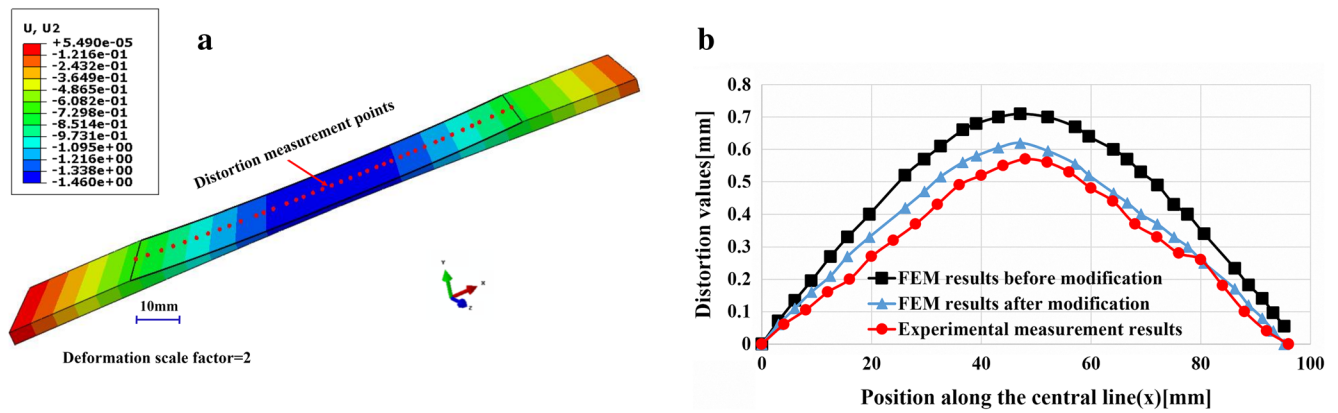 U, U2
+5.490e-05
-1.216e-01
-2.432e-01
-3.649e-01
-4.865e-01
-6.082e-01
-7.298e-01
-8.514e-01
-9.731e-01
-1.095e+00
-1.216e+00
-1.338e+00
-1.460e+00
a
Distortion measurement points
Y
X
Z
10mm
Deformation scale factor=2
b
Distortion values[mm]
0.8
0.7
0.6
0.5
0.4
0.3
0.2
0.1
0
FEM results before modification
FEM results after modification
Experimental measurement results
0 20 40 60 80 100
Position along the central line(x)[mm]